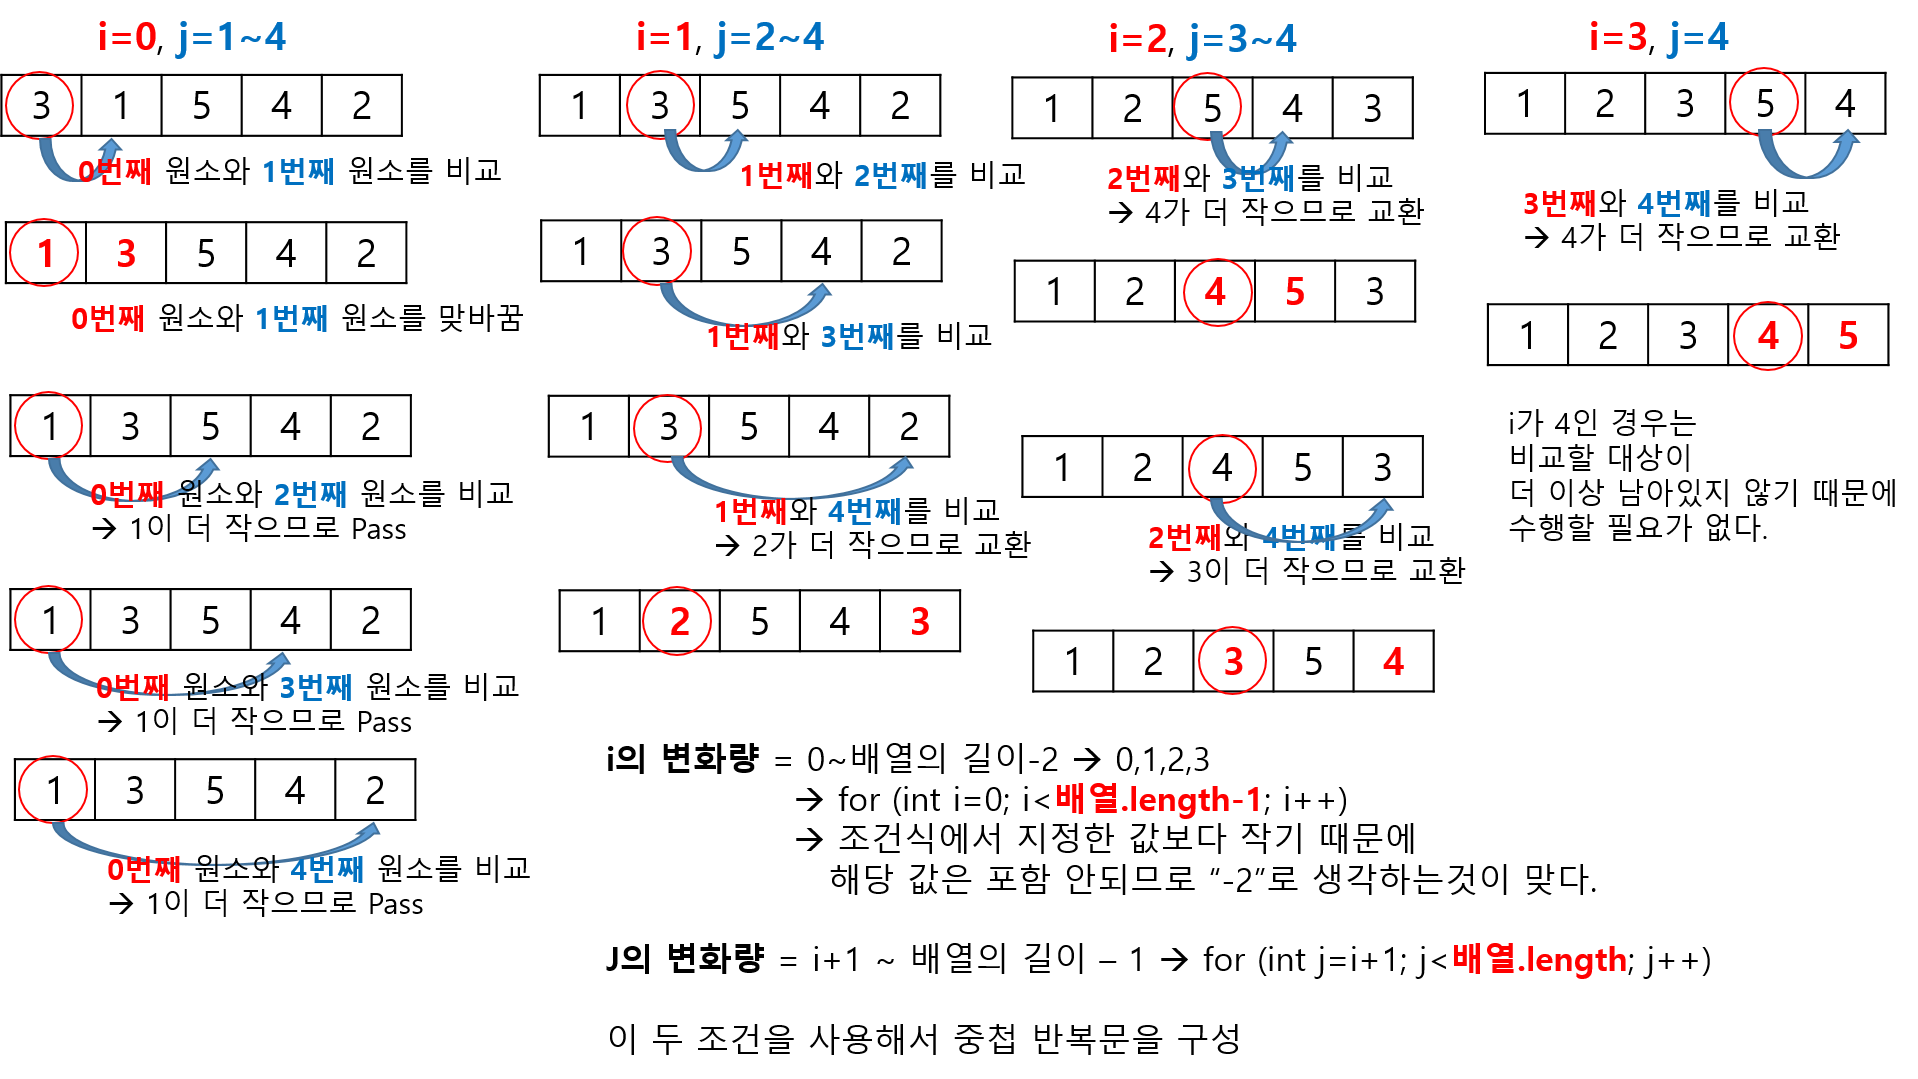 i=0, j=1~4
3 1 5 4 2
0번째 원소와 1번째 원소를 비교
1 3 5 4 2
0번째 원소와 1번째 원소를 맞바꿈
1 3 5 4 2
0번째 원소와 2번째 원소를 비교
→ 1이 더 작으므로 Pass
1 3 5 4 2
0번째 원소와 3번째 원소를 비교
→ 1이 더 작으므로 Pass
1 3 5 4 2
0번째 원소와 4번째 원소를 비교
→ 1이 더 작으므로 Pass
i=1, j=2~4
1 3 5 4 2
1번째와 2번째를 비교
1 3 5 4 2
1번째와 3번째를 비교
1 3 5 4 2
1번째와 4번째를 비교
→ 2가 더 작으므로 교환
1 2 5 4 3
i=2, j=3~4
1 2 5 4 3
2번째와 3번째를 비교
→ 4가 더 작으므로 교환
1 2 4 5 3
1 2 4 5 3
2번째와 4번째를 비교
→ 3이 더 작으므로 교환
1 2 3 5 4
i=3, j=4
1 2 3 5 4
3번째와 4번째를 비교
→ 4가 더 작으므로 교환
1 2 3 4 5
i가 4인 경우는
비교할 대상이
더 이상 남아있지 않기 때문에
수행할 필요가 없다.
i의 변화량 = 0~배열의 길이-2 → 0,1,2,3
→ for (int i=0; i<배열.length-1; i++)
→ 조건식에서 지정한 값보다 작기 때문에
해당 값은 포함 안되므로 “-2”로 생각하는것이 맞다.
J의 변화량 = i+1 ~ 배열의 길이 – 1 → for (int j=i+1; j<배열.length; j++)
이 두 조건을 사용해서 중첩 반복문을 구성